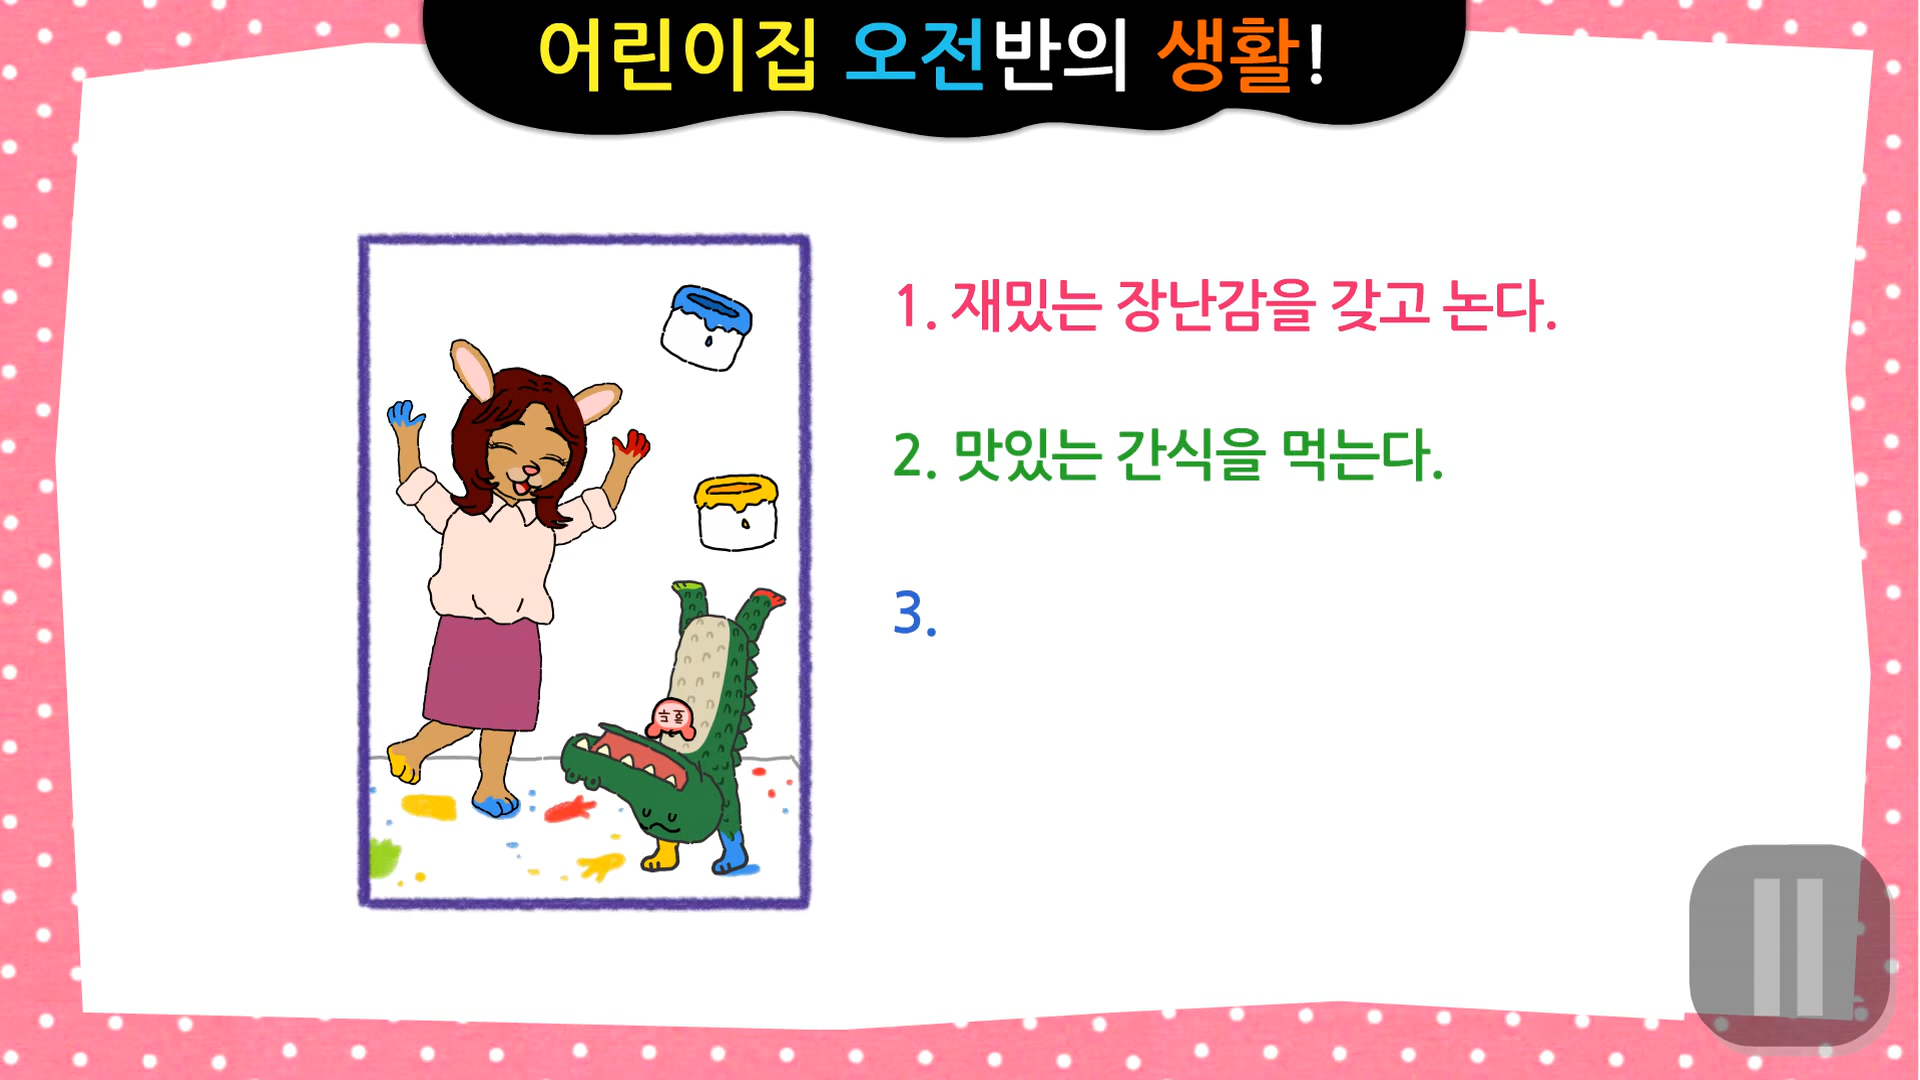 어린이집 오전반의 생활!
1. 재밌는 장난감을 갖고 논다.
2. 맛있는 간식을 먹는다.
3.